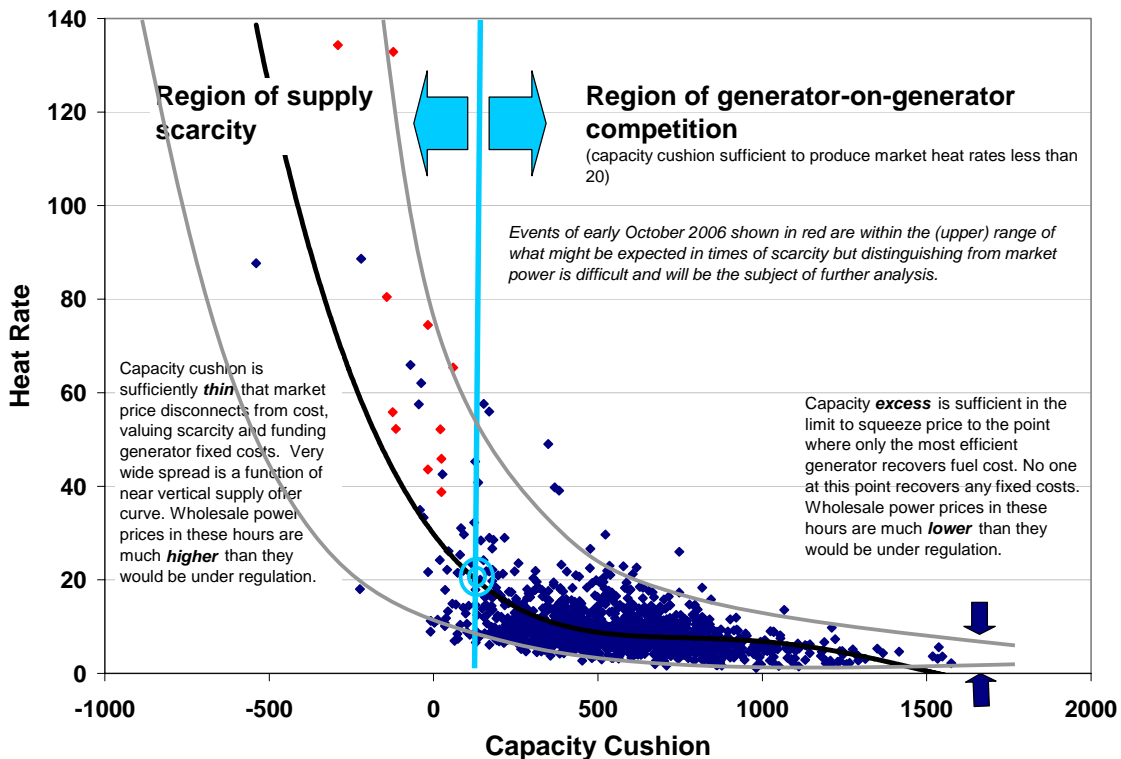 140
120
100
80
60
40
20
0
Heat Rate
Region of supply
scarcity
Region of generator-on-generator
competition
(capacity cushion sufficient to produce market heat rates less than
20)
Events of early October 2006 shown in red are within the (upper) range of
what might be expected in times of scarcity but distinguishing from market
power is difficult and will be the subject of further analysis.
Capacity cushion is
sufficiently thin that market
price disconnects from cost,
valuing scarcity and funding
generator fixed costs. Very
wide spread is a function of
near vertical supply offer
curve. Wholesale power
prices in these hours are
much higher than they
would be under regulation.
Capacity excess is sufficient in the
limit to squeeze price to the point
where only the most efficient
generator recovers fuel cost. No one
at this point recovers any fixed costs.
Wholesale power prices in these
hours are much lower than they
would be under regulation.
-1000 -500 0 500 1000 1500 2000
Capacity Cushion